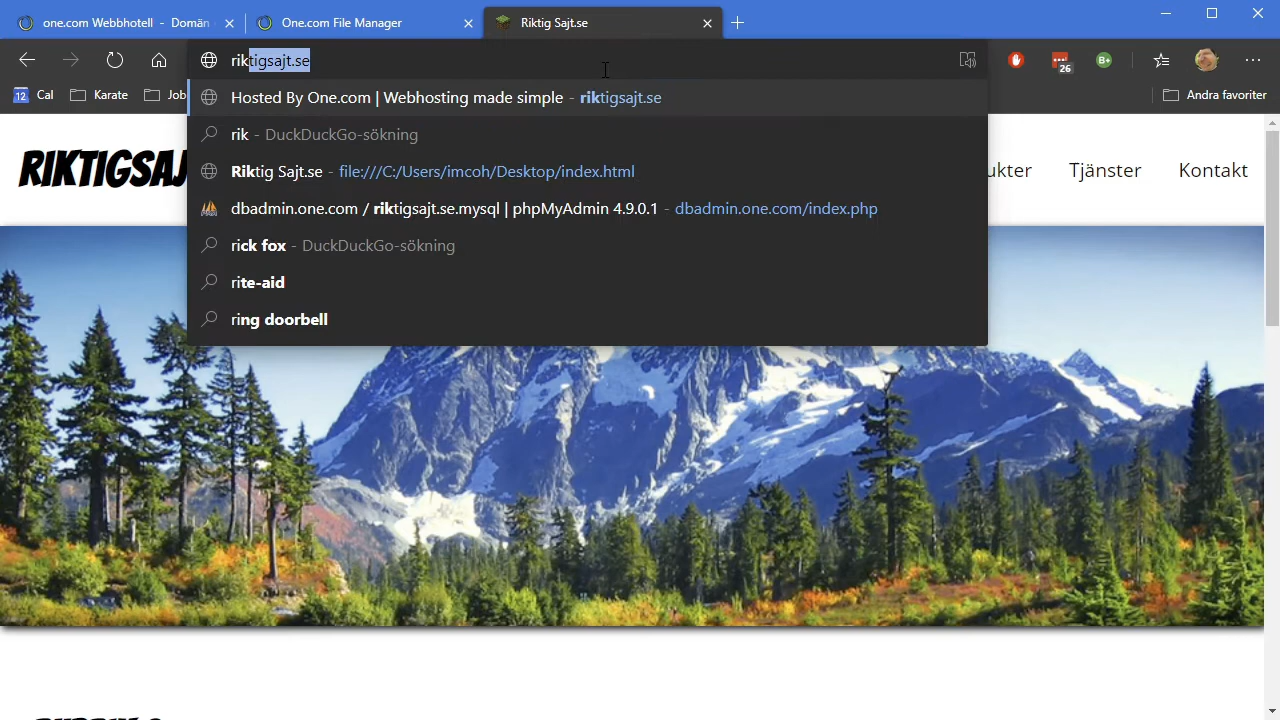 one.com Webbhotell - Domän
One.com File Manager
Riktig Sajt.se
riktigsajt.se
26
B+
12 Cal
Karate
Job
Andra favoriter
Hosted By One.com | Webhosting made simple - riktigsajt.se
rik - DuckDuckGo-sökning
Riktig Sajt.se - file:///C:/Users/imcoh/Desktop/index.html
dbadmin.one.com / riktigsajt.se.mysql | phpMyAdmin 4.9.0.1 - dbadmin.one.com/index.php
rick fox - DuckDuckGo-sökning
rite-aid
ring doorbell
RIKTIGSAJ
ukter
Tjänster
Kontakt